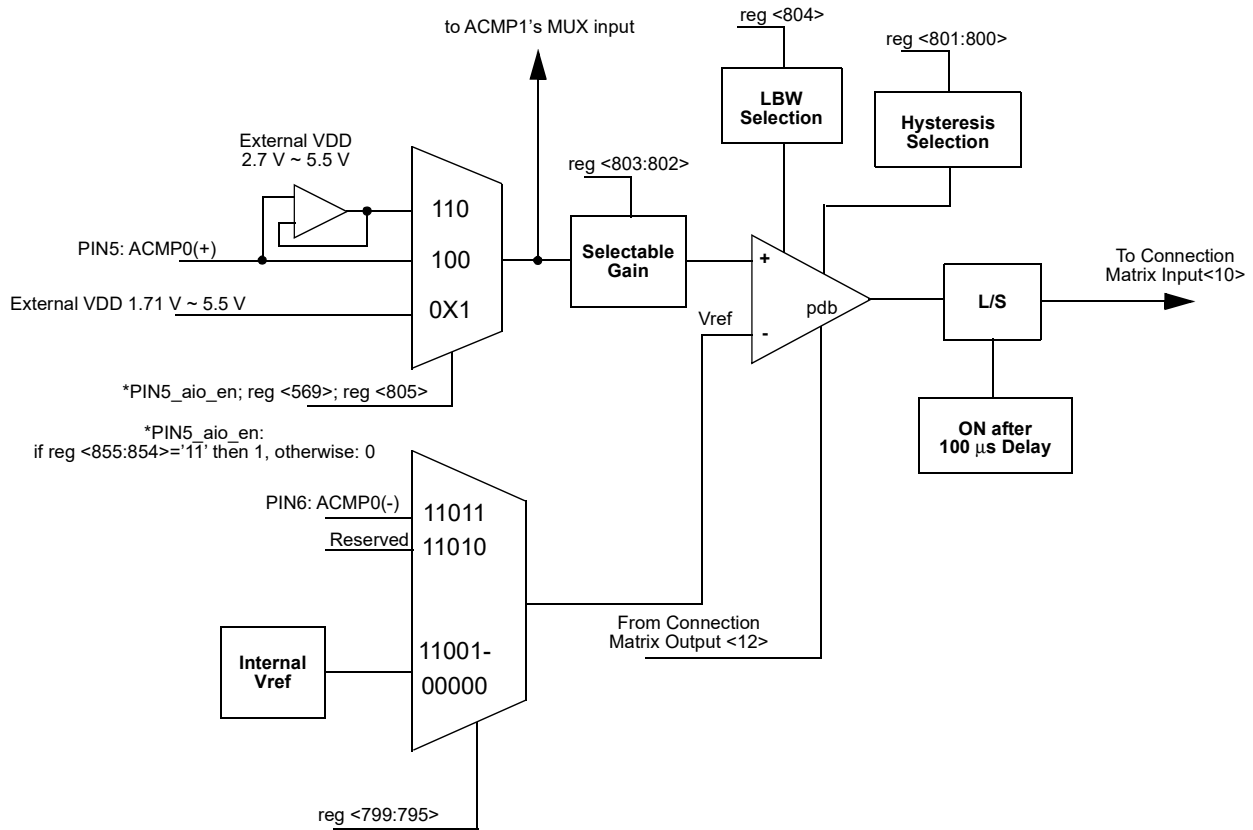 reg <804>
to ACMP1's MUX input
reg <801:800>
LBW
Selection
Hysteresis
Selection
External VDD
2.7 V ~ 5.5 V
reg <803:802>
110
PIN5: ACMP0(+)
100
Selectable
Gain
+
To Connection
Matrix Input<10>
External VDD 1.71 V ~ 5.5 V
0X1
L/S
pdb
Vref
-
*PIN5_aio_en; reg <569>; reg <805>
*PIN5_aio_en:
if reg <855:854>='11' then 1, otherwise: 0
ON after
100 µs Delay
PIN6: ACMP0(-)
11011
Reserved
11010
From Connection
Matrix Output <12>
Internal
Vref
11001-
00000
reg <799:795>